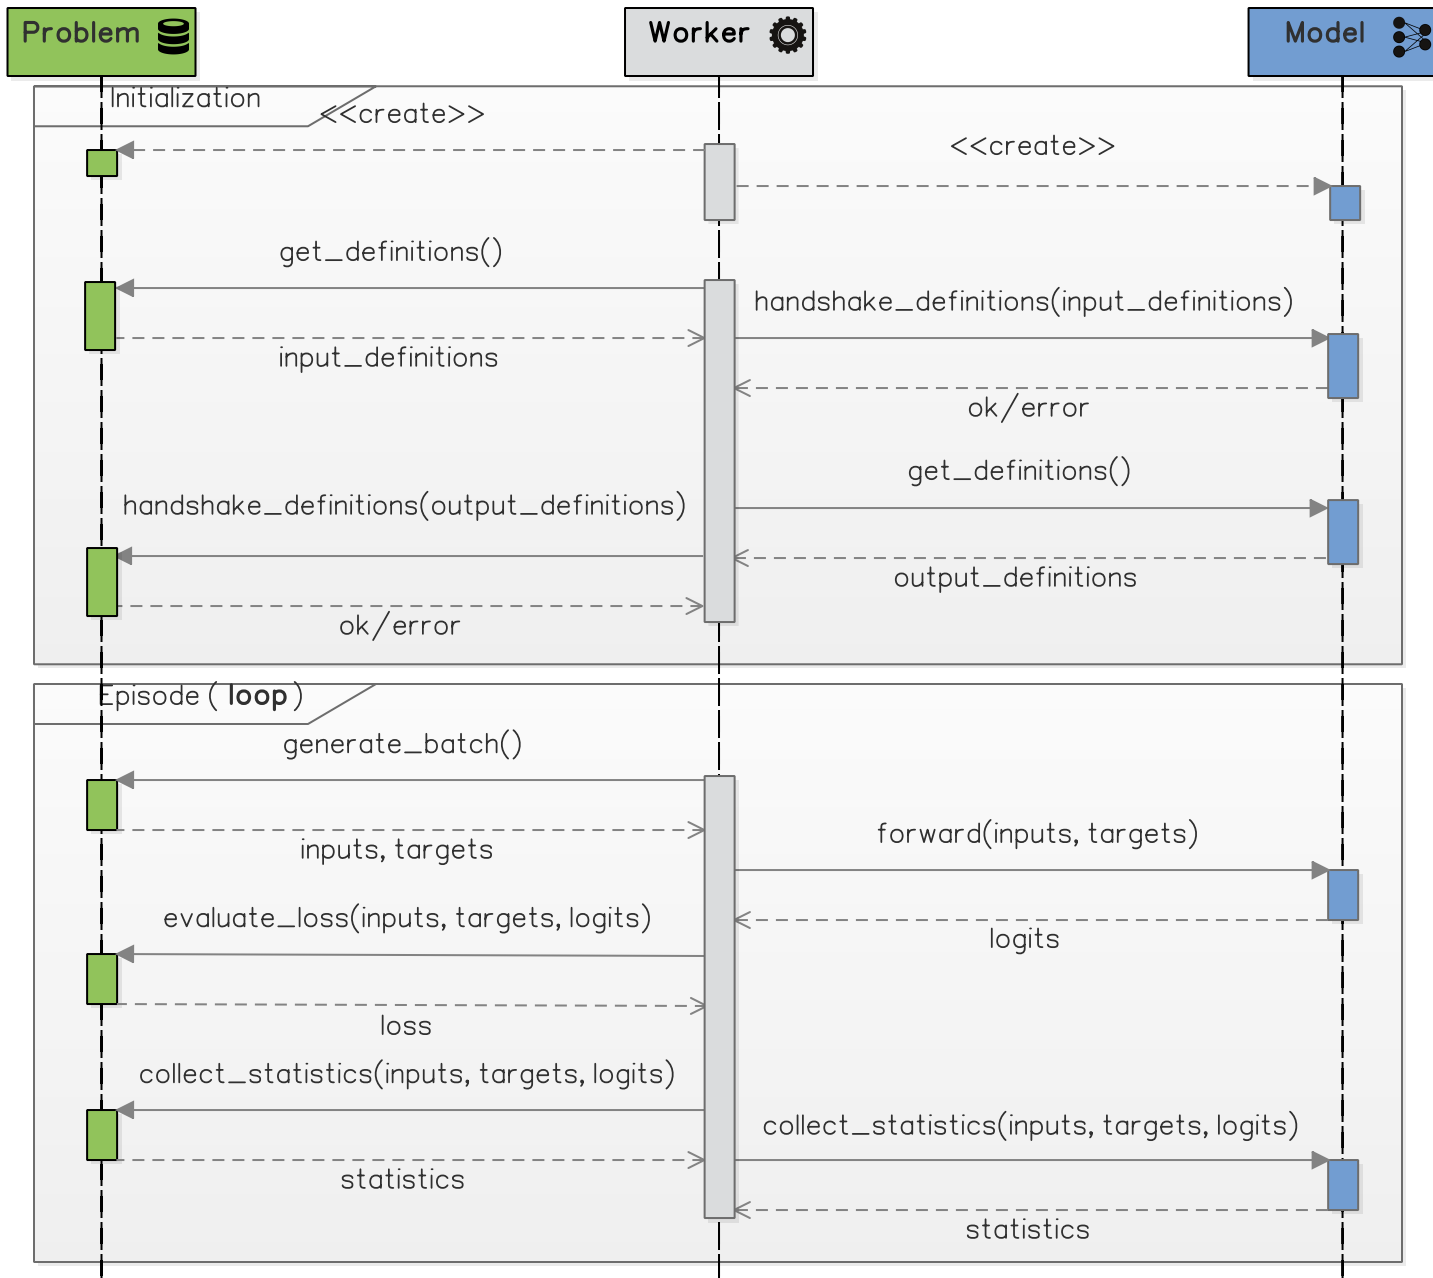 Problem
Worker
Model
Initialization
<<create>>
<<create>>
get_definitions()
handshake_definitions(input_definitions)
input_definitions
ok/error
get_definitions()
handshake_definitions(output_definitions)
output_definitions
ok/error
Episode ( loop )
generate_batch()
forward(inputs, targets)
inputs, targets
evaluate_loss(inputs, targets, logits)
logits
loss
collect_statistics(inputs, targets, logits)
collect_statistics(inputs, targets, logits)
statistics
statistics